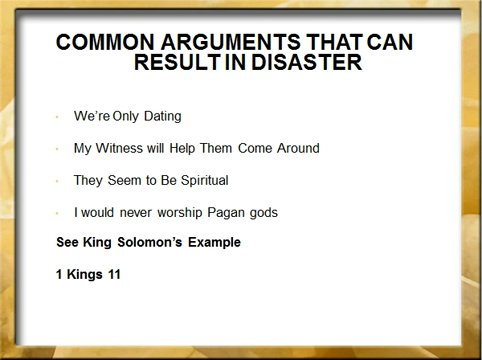 COMMON ARGUMENTS THAT CAN
RESULT IN DISASTER
We're Only Dating
My Witness will Help Them Come Around
They Seem to Be Spiritual
I would never worship Pagan gods
See King Solomon's Example
1 Kings 11